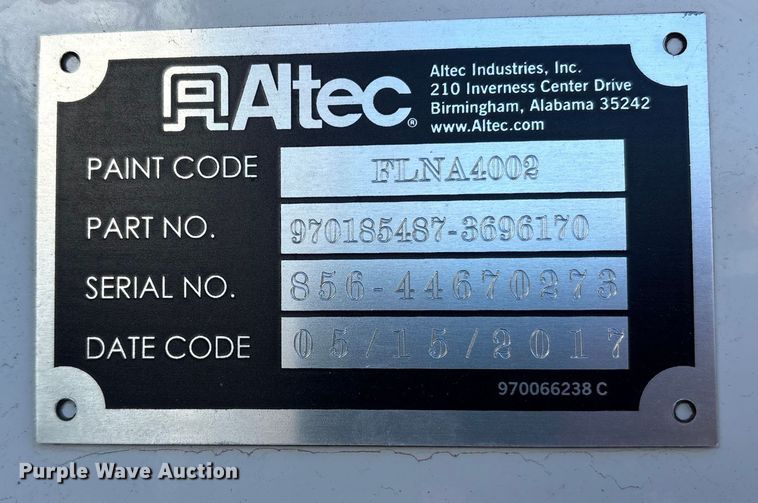 Altec®
Altec Industries, Inc.
210 Inverness Center Drive
Birmingham, Alabama 35242
www.Altec.com
PAINT CODE FLNA4002
PART NO. 970185487-3696170
SERIAL NO. 856-44670273
DATE CODE 05/15/2017
970066238 C
Purple Wave Auction